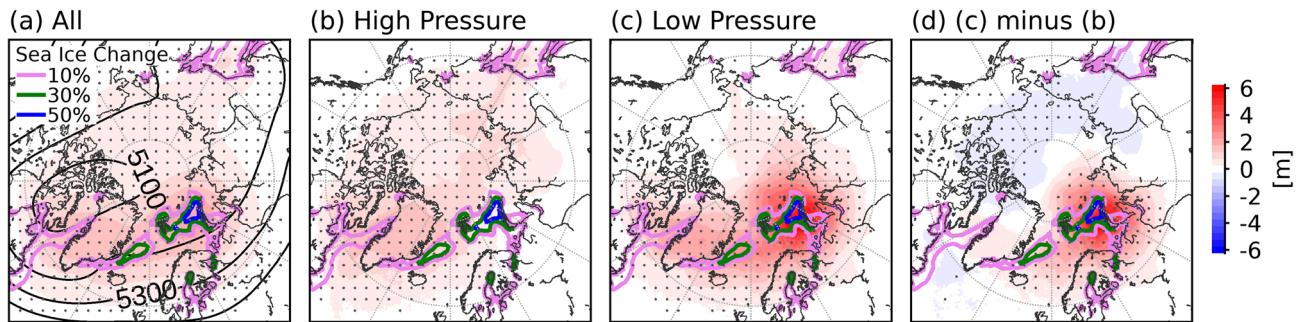 (a) All
(b) High Pressure
(c) Low Pressure
(d) (c) minus (b)
Sea Ice Change
10%
30%
50%
5100
5300
6
4
2
0
-2
-4
-6
[m]